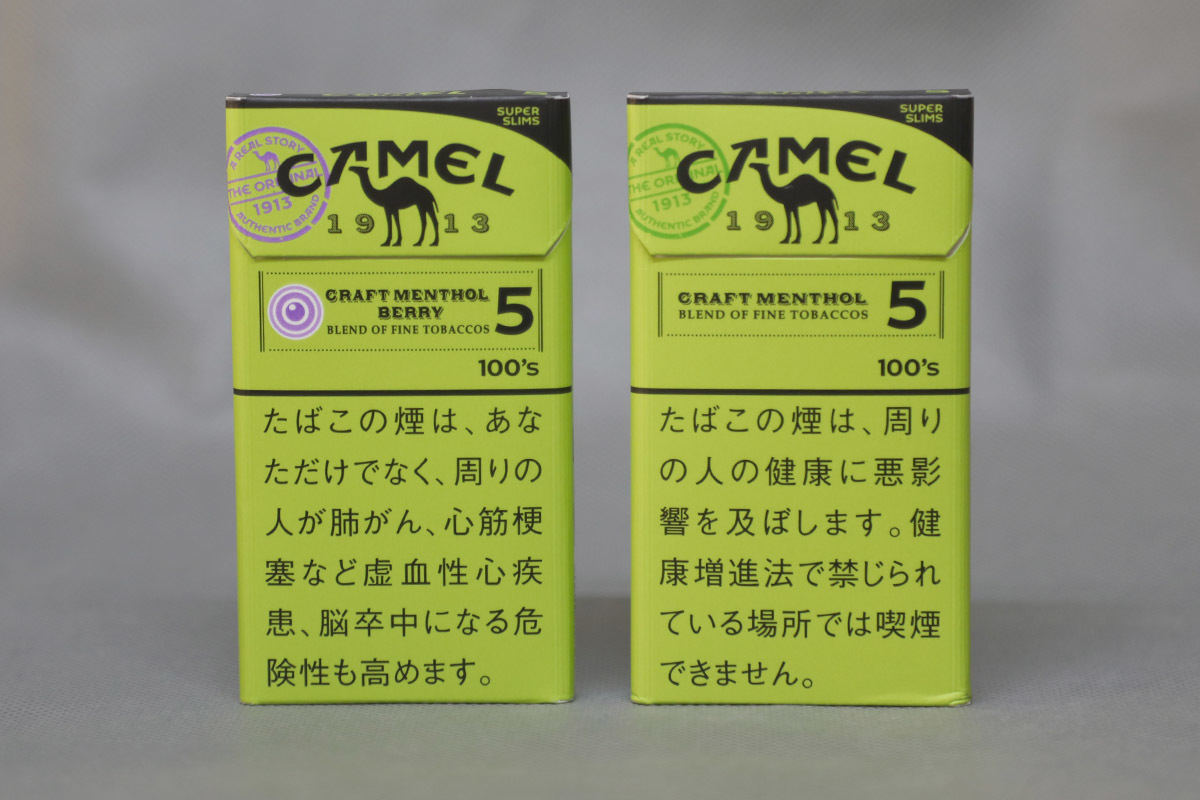 SUPER
SLIMS
A REAL STORY
THE ORIGINAL
1913
AUTHENTIC BRAND
CAMEL
1913
CRAFT MENTHOL
BERRY
BLEND OF FINE TOBACCOS
5
100's
たばこの煙は、あな
ただけでなく、周りの
人が肺がん、心筋梗
塞など虚血性心疾
患、脳卒中になる危
険性も高めます。
SUPER
SLIMS
A REAL STORY
THE ORIGINAL
1913
AUTHENTIC BRAND
CAMEL
1913
CRAFT MENTHOL
BLEND OF FINE TOBACCOS
5
100's
たばこの煙は、周り
の人の健康に悪影
響を及ぼします。健
康増進法で禁じられ
ている場所では喫煙
できません。